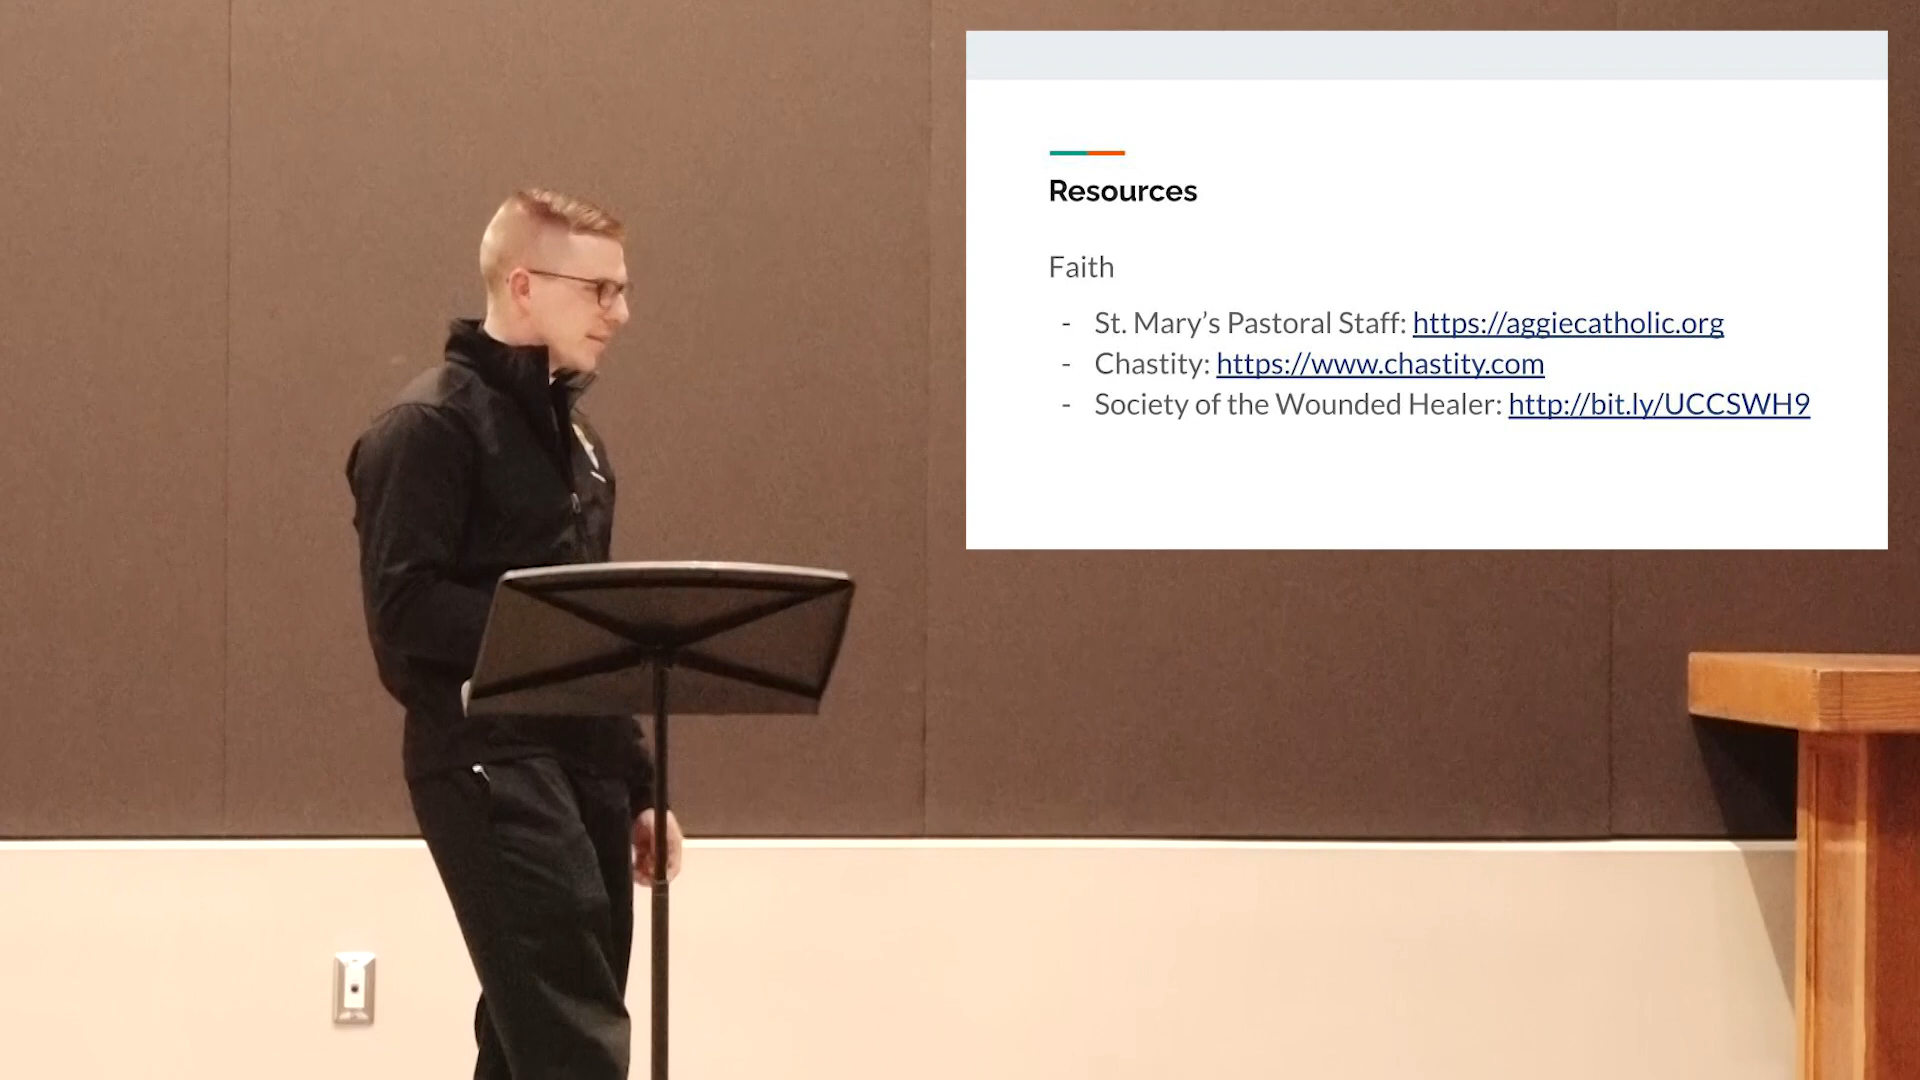 Resources
Faith
- St. Mary's Pastoral Staff: https://aggiecatholic.org
- Chastity: https://www.chastity.com
- Society of the Wounded Healer: http://bit.ly/UCCSWH9